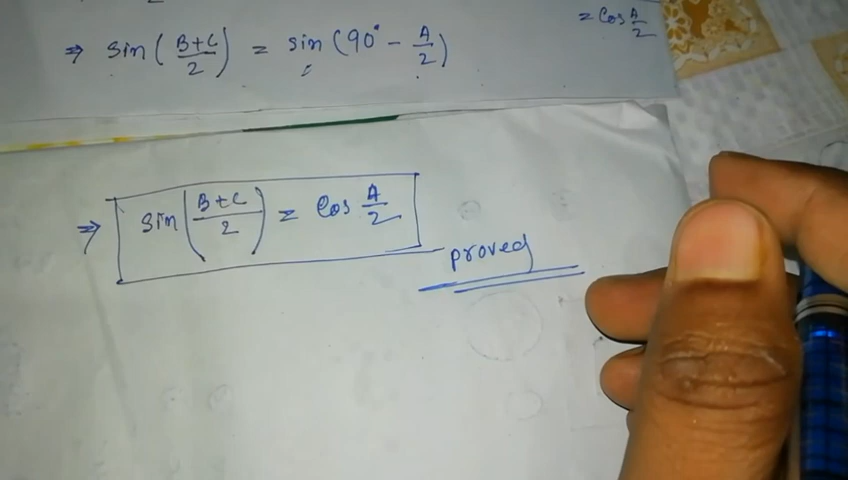 = Cos A/2
⇒ sin(B+C/2) = sin(90° - A/2)
⇒ sin(B+C/2) = Cos A/2
proved